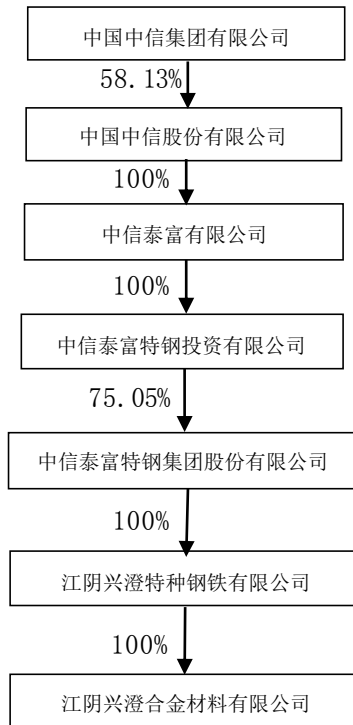 中国中信集团有限公司
58.13%
中国中信股份有限公司
100%
中信泰富有限公司
100%
中信泰富特钢投资有限公司
75.05%
中信泰富特钢集团股份有限公司
100%
江阴兴澄特种钢铁有限公司
100%
江阴兴澄合金材料有限公司